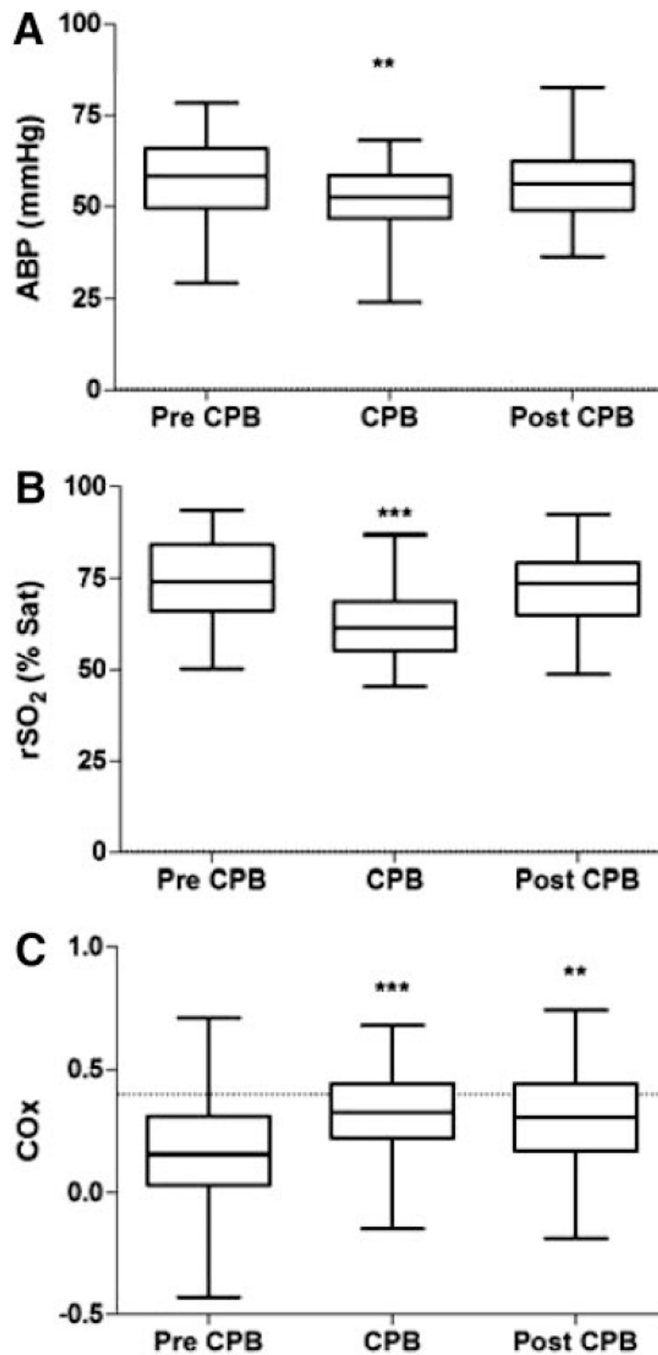 A
ABP (mmHg)
100
75
50
25
0
**
Pre CPB CPB Post CPB
B
rSO₂ (% Sat)
100
75
50
25
0
***
Pre CPB CPB Post CPB
C
COx
1.0
0.5
0.0
-0.5
*** **
Pre CPB CPB Post CPB